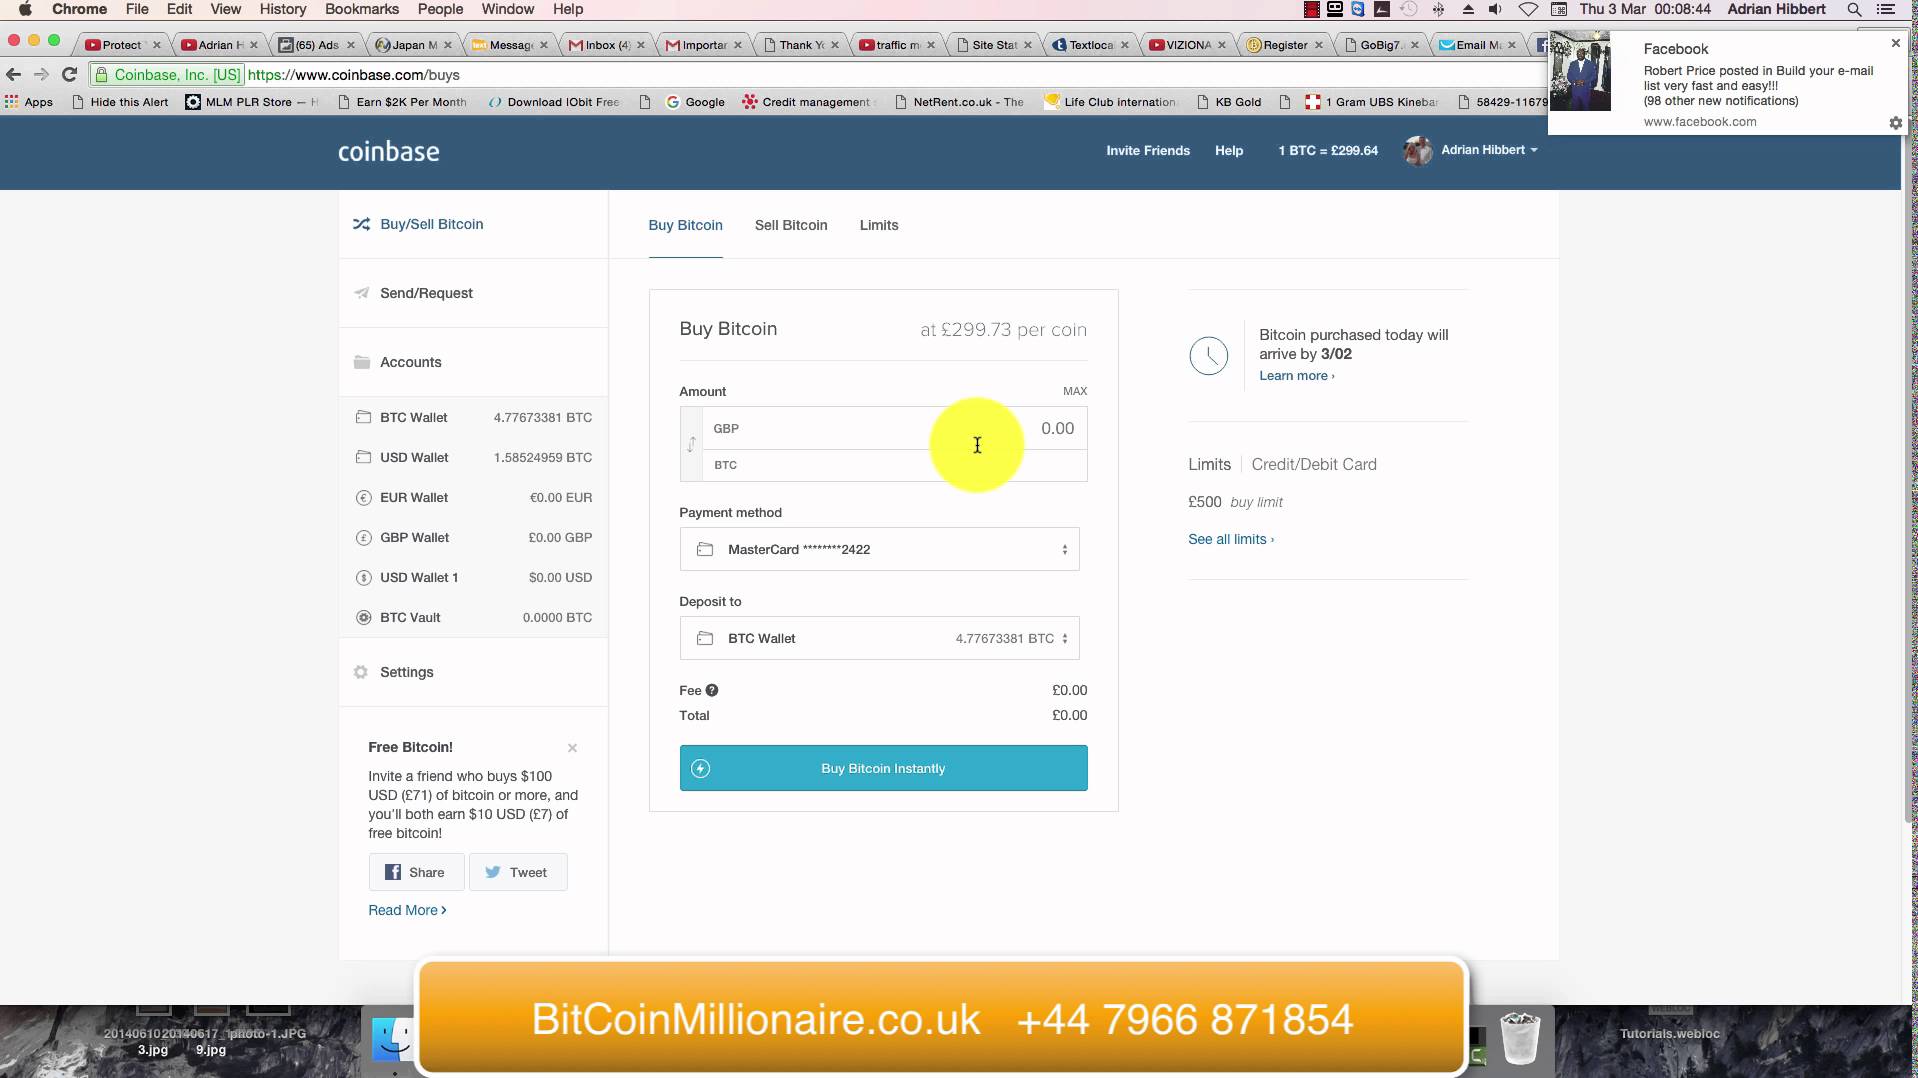 Chrome File Edit View History Bookmarks People Window Help Thu 3 Mar 00:08:44 Adrian Hibbert
Protect Adrian H (65) Ads Japan M Messag Inbox (4) Importar Thank Y traffic m Site Stat Textloca VIZIONA Register GoBig7. Email M
Coinbase, Inc. [US] https://www.coinbase.com/buys
Apps Hide this Alert MLM PLR Store — H Earn $2K Per Month Download IObit Free Google Credit management NetRent.co.uk - The Life Club internation KB Gold 1 Gram UBS Kinebar 58429-11679
Facebook
Robert Price posted in Build your e-mail
list very fast and easy!!!
(98 other new notifications)
www.facebook.com
coinbase
Invite Friends Help 1 BTC = £299.64 Adrian Hibbert
Buy/Sell Bitcoin
Send/Request
Accounts
BTC Wallet 4.77673381 BTC
USD Wallet 1.58524959 BTC
EUR Wallet €0.00 EUR
GBP Wallet £0.00 GBP
USD Wallet 1 $0.00 USD
BTC Vault 0.0000 BTC
Settings
Free Bitcoin!
Invite a friend who buys $100
USD (£71) of bitcoin or more, and
you'll both earn $10 USD (£7) of
free bitcoin!
Share Tweet
Read More ›
Buy Bitcoin Sell Bitcoin Limits
Buy Bitcoin at £299.73 per coin
Amount MAX
GBP 0.00
BTC
Payment method
MasterCard ********2422
Deposit to
BTC Wallet 4.77673381 BTC
Fee ? £0.00
Total £0.00
Buy Bitcoin Instantly
Bitcoin purchased today will
arrive by 3/02
Learn more ›
Limits Credit/Debit Card
£500 buy limit
See all limits ›
BitCoinMillionaire.co.uk +44 7966 871854
photo-1.JPG
3.jpg 9.jpg
Tutorials.webloc